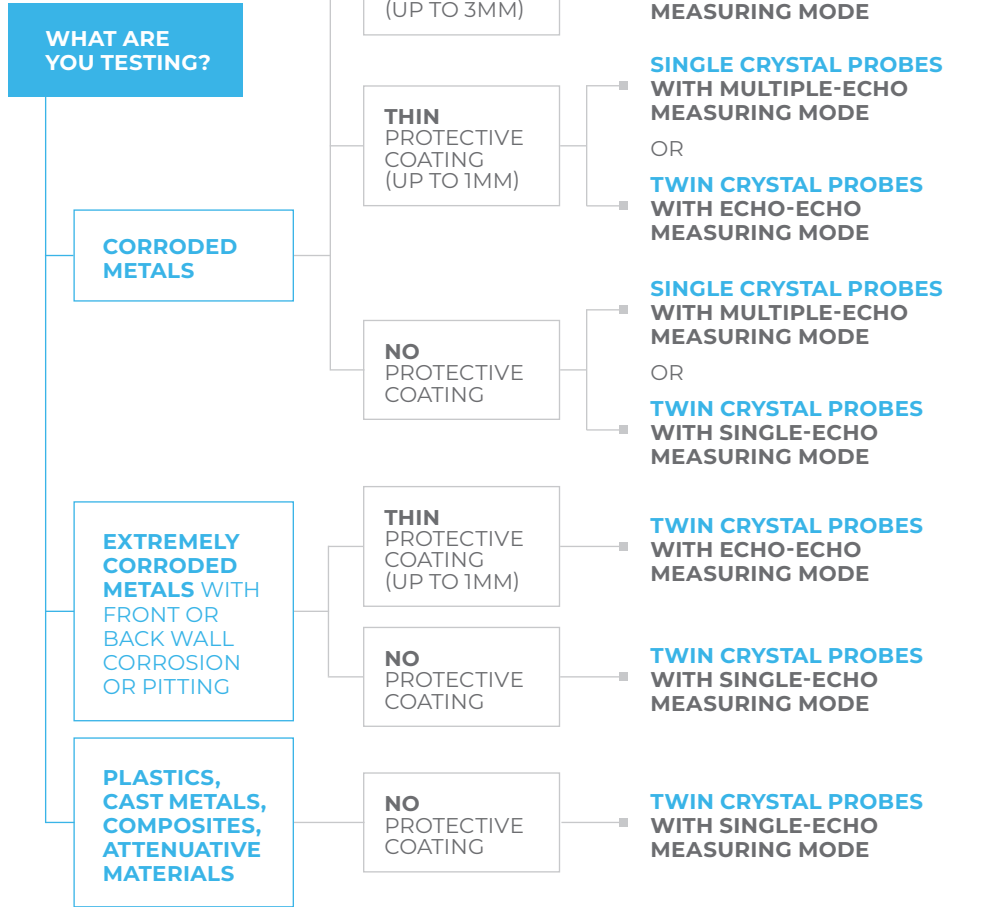 WHAT ARE
YOU TESTING?
(UP TO 3MM)
MEASURING MODE
CORRODED
METALS
THIN
PROTECTIVE
COATING
(UP TO 1MM)
SINGLE CRYSTAL PROBES
WITH MULTIPLE-ECHO
MEASURING MODE
OR
TWIN CRYSTAL PROBES
WITH ECHO-ECHO
MEASURING MODE
NO
PROTECTIVE
COATING
SINGLE CRYSTAL PROBES
WITH MULTIPLE-ECHO
MEASURING MODE
OR
TWIN CRYSTAL PROBES
WITH SINGLE-ECHO
MEASURING MODE
EXTREMELY
CORRODED
METALS WITH
FRONT OR
BACK WALL
CORROSION
OR PITTING
THIN
PROTECTIVE
COATING
(UP TO 1MM)
TWIN CRYSTAL PROBES
WITH ECHO-ECHO
MEASURING MODE
NO
PROTECTIVE
COATING
TWIN CRYSTAL PROBES
WITH SINGLE-ECHO
MEASURING MODE
PLASTICS,
CAST METALS,
COMPOSITES,
ATTENUATIVE
MATERIALS
NO
PROTECTIVE
COATING
TWIN CRYSTAL PROBES
WITH SINGLE-ECHO
MEASURING MODE